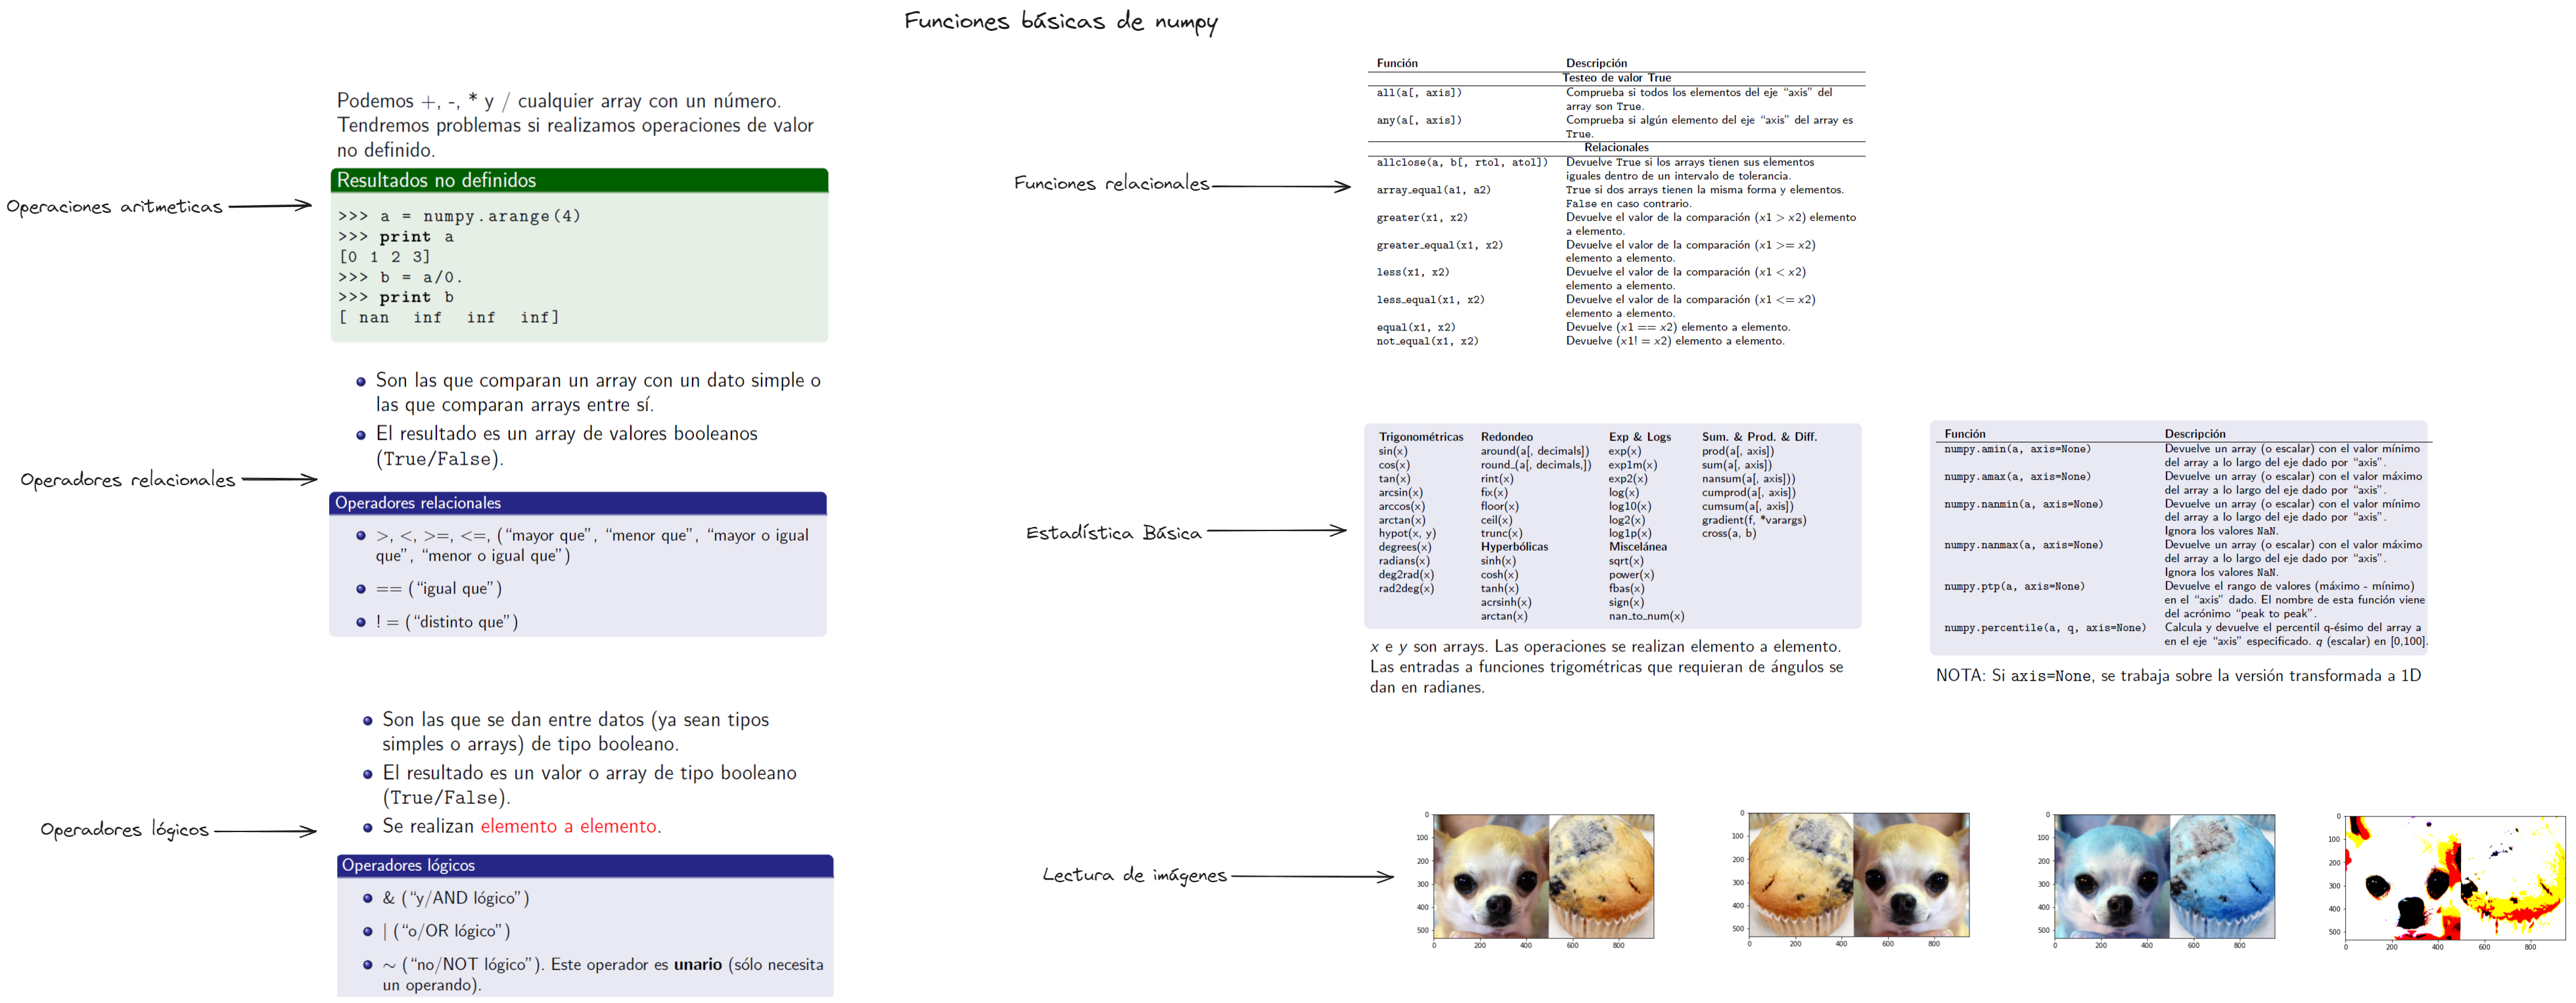 Funciones básicas de numpy
Operaciones aritmeticas
Podemos +, -, * y / cualquier array con un número.
Tendremos problemas si realizamos operaciones de valor
no definido.
Resultados no definidos
>>> a = numpy.arange(4)
>>> print a
[0 1 2 3]
>>> b = a/0.
>>> print b
[ nan inf inf inf]
Operadores relacionales
Son las que comparan un array con un dato simple o
las que comparan arrays entre sí.
El resultado es un array de valores booleanos
(True/False).
Operadores relacionales
>, <, >=, <=, (“mayor que”, “menor que”, “mayor o igual
que”, “menor o igual que”)
== (“igual que”)
! = (“distinto que”)
Operadores lógicos
Son las que se dan entre datos (ya sean tipos
simples o arrays) de tipo booleano.
El resultado es un valor o array de tipo booleano
(True/False).
Se realizan elemento a elemento.
Operadores lógicos
& (“y/AND lógico”)
| (“o/OR lógico”)
~ (“no/NOT lógico”). Este operador es unario (sólo necesita
un operando).
Funciones relacionales
Función Descripción
Testeo de valor True
all(a[, axis]) Comprueba si todos los elementos del eje “axis” del
array son True.
any(a[, axis]) Comprueba si algún elemento del eje “axis” del array es
True.
Relacionales
allclose(a, b[, rtol, atol]) Devuelve True si los arrays tienen sus elementos
iguales dentro de un intervalo de tolerancia.
array_equal(a1, a2) True si dos arrays tienen la misma forma y elementos.
False en caso contrario.
greater(x1, x2) Devuelve el valor de la comparación (x1 > x2) elemento
a elemento.
greater_equal(x1, x2) Devuelve el valor de la comparación (x1 >= x2)
elemento a elemento.
less(x1, x2) Devuelve el valor de la comparación (x1 < x2)
elemento a elemento.
less_equal(x1, x2) Devuelve el valor de la comparación (x1 <= x2)
elemento a elemento.
equal(x1, x2) Devuelve (x1 == x2) elemento a elemento.
not_equal(x1, x2) Devuelve (x1! = x2) elemento a elemento.
Estadística Básica
Trigonométricas Redondeo Exp & Logs Sum. & Prod. & Diff.
sin(x) around(a[, decimals]) exp(x) prod(a[, axis])
cos(x) round_(a[, decimals,]) exp1m(x) sum(a[, axis])
tan(x) rint(x) exp2(x) nansum(a[, axis]))
arcsin(x) fix(x) log(x) cumprod(a[, axis])
arccos(x) floor(x) log10(x) cumsum(a[, axis])
arctan(x) ceil(x) log2(x) gradient(f, *varargs)
hypot(x, y) trunc(x) log1p(x) cross(a, b)
degrees(x) Hyperbólicas Miscelánea
radians(x) sinh(x) sqrt(x)
deg2rad(x) cosh(x) power(x)
rad2deg(x) tanh(x) fbas(x)
acrsinh(x) sign(x)
arctan(x) nan_to_num(x)
x e y son arrays. Las operaciones se realizan elemento a elemento.
Las entradas a funciones trigométricas que requieran de ángulos se
dan en radianes.
Función Descripción
numpy.amin(a, axis=None) Devuelve un array (o escalar) con el valor mínimo
del array a lo largo del eje dado por “axis”.
numpy.amax(a, axis=None) Devuelve un array (o escalar) con el valor máximo
del array a lo largo del eje dado por “axis”.
numpy.nanmin(a, axis=None) Devuelve un array (o escalar) con el valor mínimo
del array a lo largo del eje dado por “axis”.
Ignora los valores NaN.
numpy.nanmax(a, axis=None) Devuelve un array (o escalar) con el valor máximo
del array a lo largo del eje dado por “axis”.
Ignora los valores NaN.
numpy.ptp(a, axis=None) Devuelve el rango de valores (máximo - mínimo)
en el “axis” dado. El nombre de esta función viene
del acrónimo “peak to peak”.
numpy.percentile(a, q, axis=None) Calcula y devuelve el percentil q-ésimo del array a
en el eje “axis” especificado. q (escalar) en [0,100].
NOTA: Si axis=None, se trabaja sobre la versión transformada a 1D
Lectura de imágenes
0
100
200
300
400
500
0 200 400 600 800
0
100
200
300
400
500
0 200 400 600 800
0
100
200
300
400
500
0 200 400 600 800
0
100
200
300
400
500
200 400 600 800